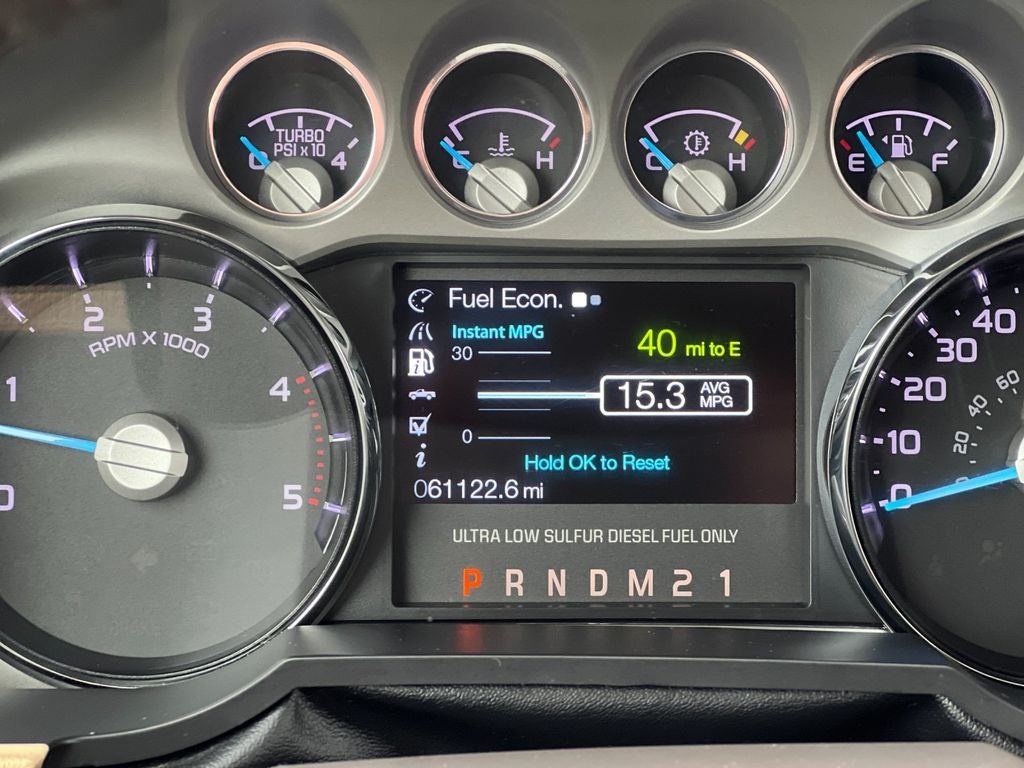 TURBO
PSI x 10
0 4
C H
C H
E F
0 1 2 3 4 5
RPM X 1000
Fuel Econ.
Instant MPG
30
40 mi to E
15.3 AVG
MPG
0
Hold OK to Reset
i
061122.6 mi
ULTRA LOW SULFUR DIESEL FUEL ONLY
P R N D M 2 1
0 10 20 30 40
20 40 60